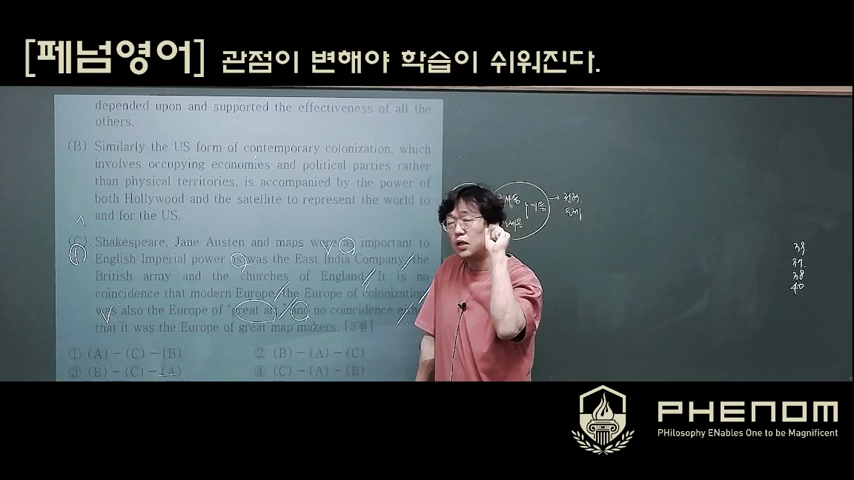 [페넘영어] 관점이 변해야 학습이 쉬워진다.
depended upon and supported the effectiveness of all the
others.
(B) Similarly the US form of contemporary colonization, which
involves occupying economies and political parties rather
than physical territories, is accompanied by the power of
both Hollywood and the satellite to represent the world to
and for the US.
(C) Shakespeare, Jane Austen and maps were as important to
English Imperial power as was the East India Company, the
British army and the churches of England. It is no
coincidence that modern Europe, the Europe of colonization,
was also the Europe of "great art," and no coincidence either
that it was the Europe of great map makers. [3점]
① (A) - (C) - (B)
② (B) - (A) - (C)
③ (B) - (C) - (A)
④ (C) - (A) - (B)
37
38
40
PHENOM
PHilosophy ENables One to be Magnificent